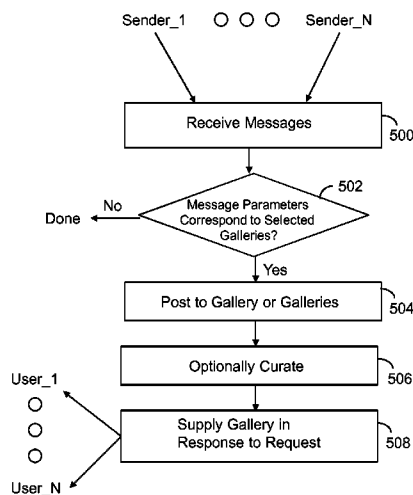 Sender_1
Sender_N
Receive Messages
500
502
Message Parameters
Correspond to Selected
Galleries?
No
Done
Yes
Post to Gallery or Galleries
504
Optionally Curate
506
User_1
Supply Gallery in
Response to Request
508
User_N